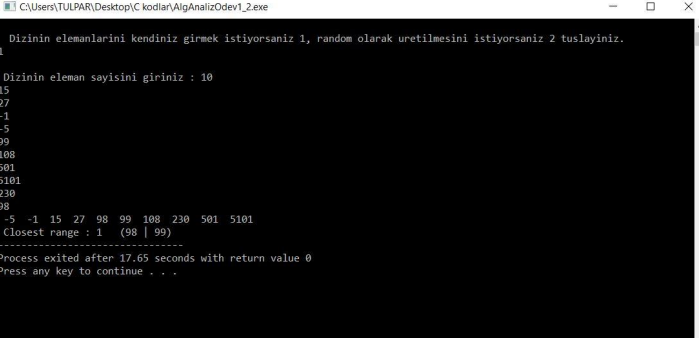 C:\Users\TULPAR\Desktop\C kodlar\AlgAnalizOdev1_2.exe
Dizinin elemanlarini kendiniz girmek istiyorsaniz 1, random olarak uretilmesini istiyorsaniz 2 tuslayiniz.
1
Dizinin eleman sayisini giriniz : 10
15
27
-1
-5
99
108
501
5101
230
98
-5 -1 15 27 98 99 108 230 501 5101
Closest range : 1 (98 | 99)
--------------------------------
Process exited after 17.65 seconds with return value 0
Press any key to continue . . .